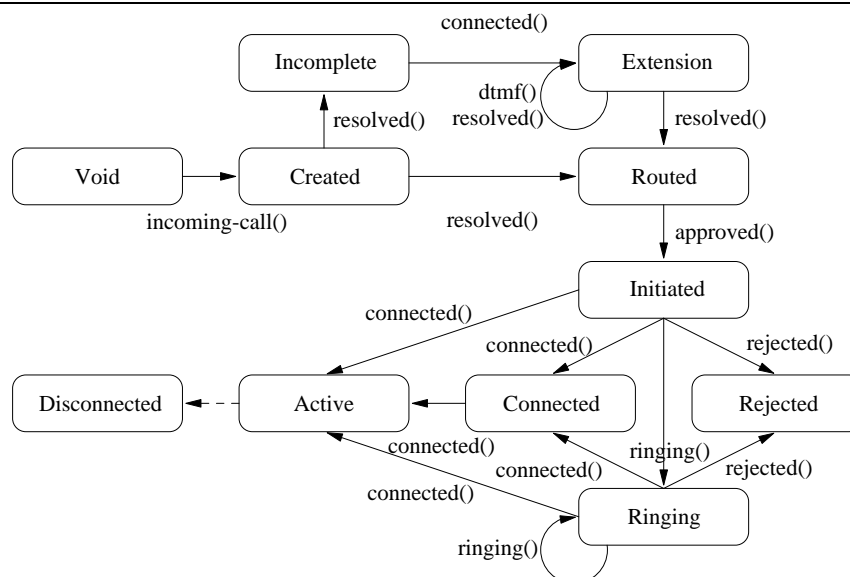 connected()
Incomplete
Extension
dtmf()
resolved()
resolved()
resolved()
Void
Created
Routed
incoming-call()
resolved()
approved()
Initiated
connected()
connected()
rejected()
Disconnected
Active
Connected
Rejected
connected()
ringing()
connected()
rejected()
connected()
Ringing
ringing()